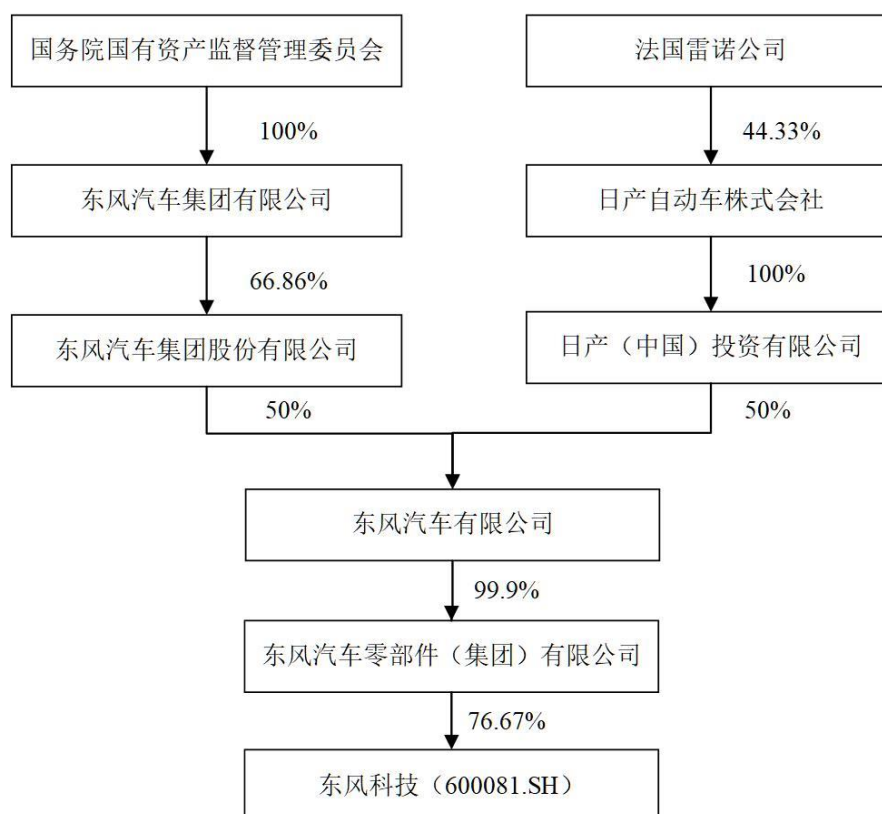 国务院国有资产监督管理委员会
法国雷诺公司
100%
44.33%
东风汽车集团有限公司
日产自动车株式会社
66.86%
100%
东风汽车集团股份有限公司
日产（中国）投资有限公司
50%
50%
东风汽车有限公司
99.9%
东风汽车零部件（集团）有限公司
76.67%
东风科技（600081.SH）